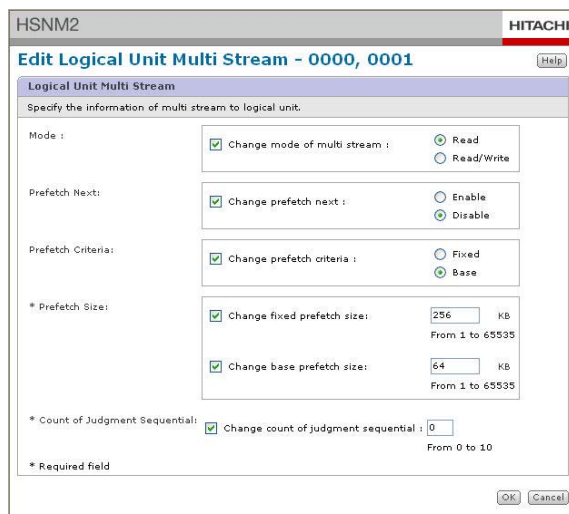 HSNM2
HITACHI
Edit Logical Unit Multi Stream - 0000, 0001
Help
Logical Unit Multi Stream
Specify the information of multi stream to logical unit.
Mode :
Change mode of multi stream :
Read
Read/Write
Prefetch Next:
Change prefetch next :
Enable
Disable
Prefetch Criteria:
Change prefetch criteria :
Fixed
Base
* Prefetch Size:
Change fixed prefetch size: 256 KB
From 1 to 65535
Change base prefetch size: 64 KB
From 1 to 65535
* Count of Judgment Sequential: Change count of judgment sequential : 0
From 0 to 10
* Required field
OK Cancel